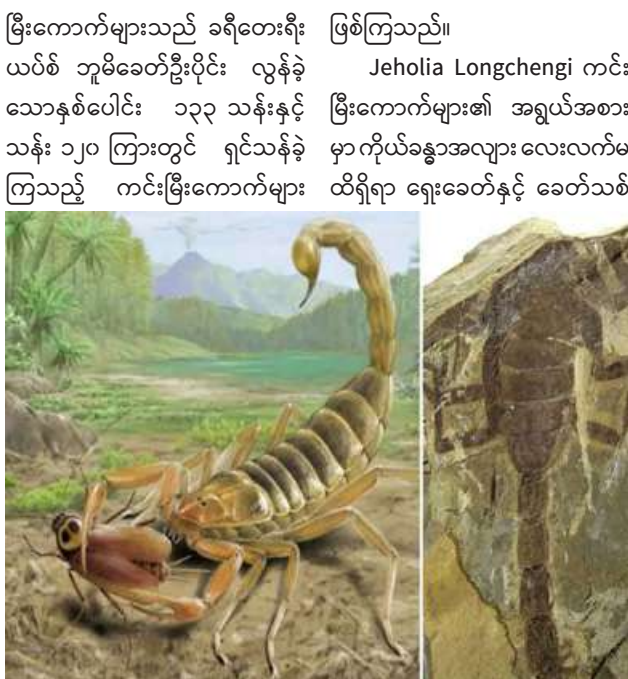 မြီးကောက်များသည် ခရီတေးရီး
ယပ်စ် ဘူမိခေတ်ဦးပိုင်း လွန်ခဲ့
သောနှစ်ပေါင်း ၁၃၃ သန်းနှင့်
သန်း ၁၂၀ ကြားတွင် ရှင်သန်ခဲ့
ကြသည့် ကင်းမြီးကောက်များ
ဖြစ်ကြသည်။
Jeholia Longchengi ကင်း
မြီးကောက်များ၏ အရွယ်အစား
မှာ ကိုယ်ခန္ဓာအလျား လေးလက်မ
ထိရှိရာ ရှေးခေတ်နှင့် ခေတ်သစ်